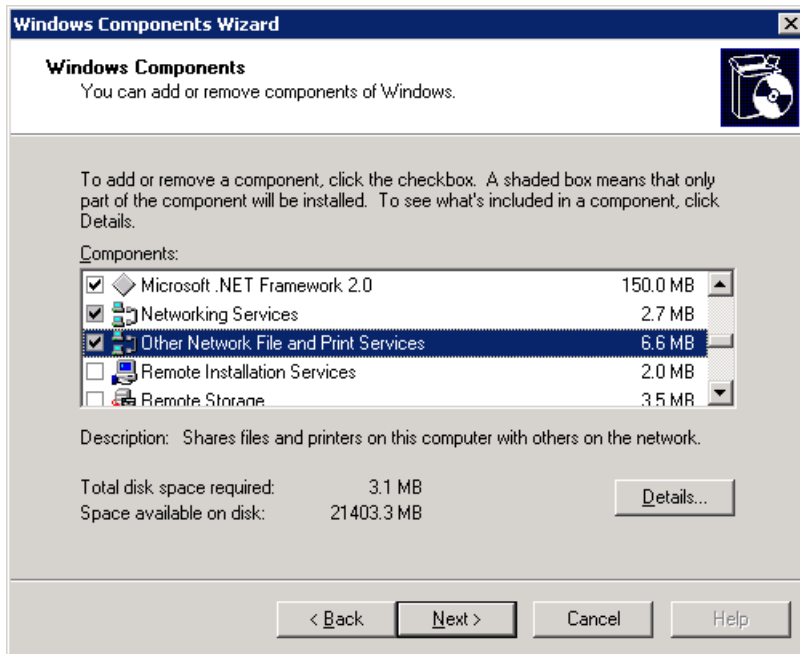 Windows Components Wizard
Windows Components
You can add or remove components of Windows.
To add or remove a component, click the checkbox. A shaded box means that only
part of the component will be installed. To see what's included in a component, click
Details.
Components:
Microsoft .NET Framework 2.0 150.0 MB
Networking Services 2.7 MB
Other Network File and Print Services 6.6 MB
Remote Installation Services 2.0 MB
Remote Storage 3.5 MB
Description: Shares files and printers on this computer with others on the network.
Total disk space required: 3.1 MB
Space available on disk: 21403.3 MB
Details...
< Back Next > Cancel Help